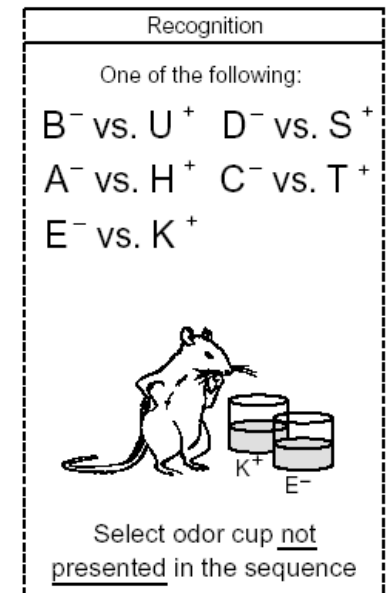 Recognition
One of the following:
B⁻ vs. U⁺ D⁻ vs. S⁺
A⁻ vs. H⁺ C⁻ vs. T⁺
E⁻ vs. K⁺
K⁺
E⁻
Select odor cup not
presented in the sequence